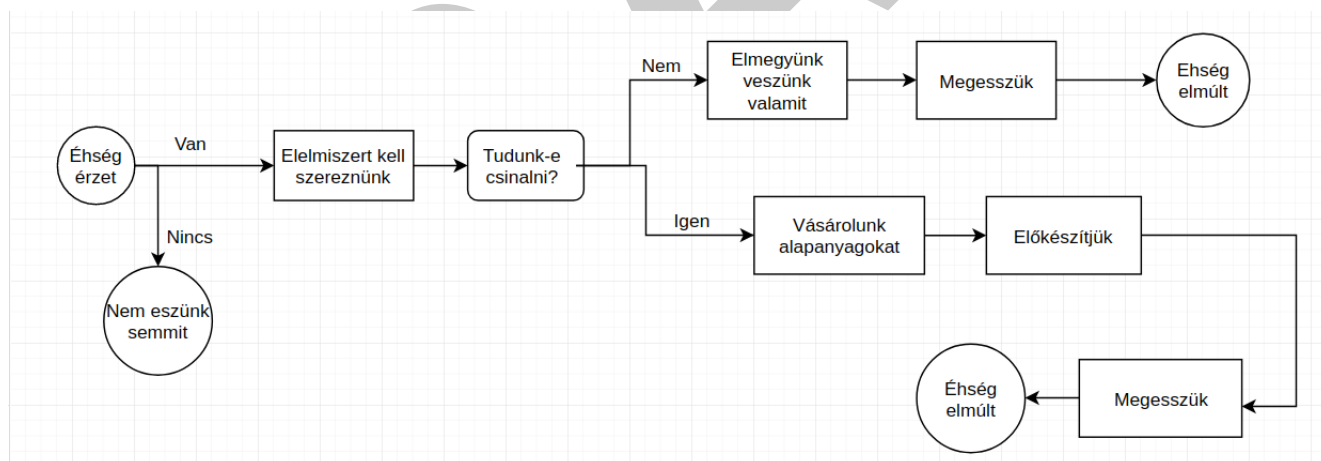 Éhség
érzet
Van
Nincs
Nem eszünk
semmit
Elelmiszert kell
szereznünk
Tudunk-e
csinalni?
Nem
Elmegyünk
veszünk
valamit
Megesszük
Ehség
elmúlt
Igen
Vásárolunk
alapanyagokat
Előkészítjük
Megesszük
Éhség
elmúlt